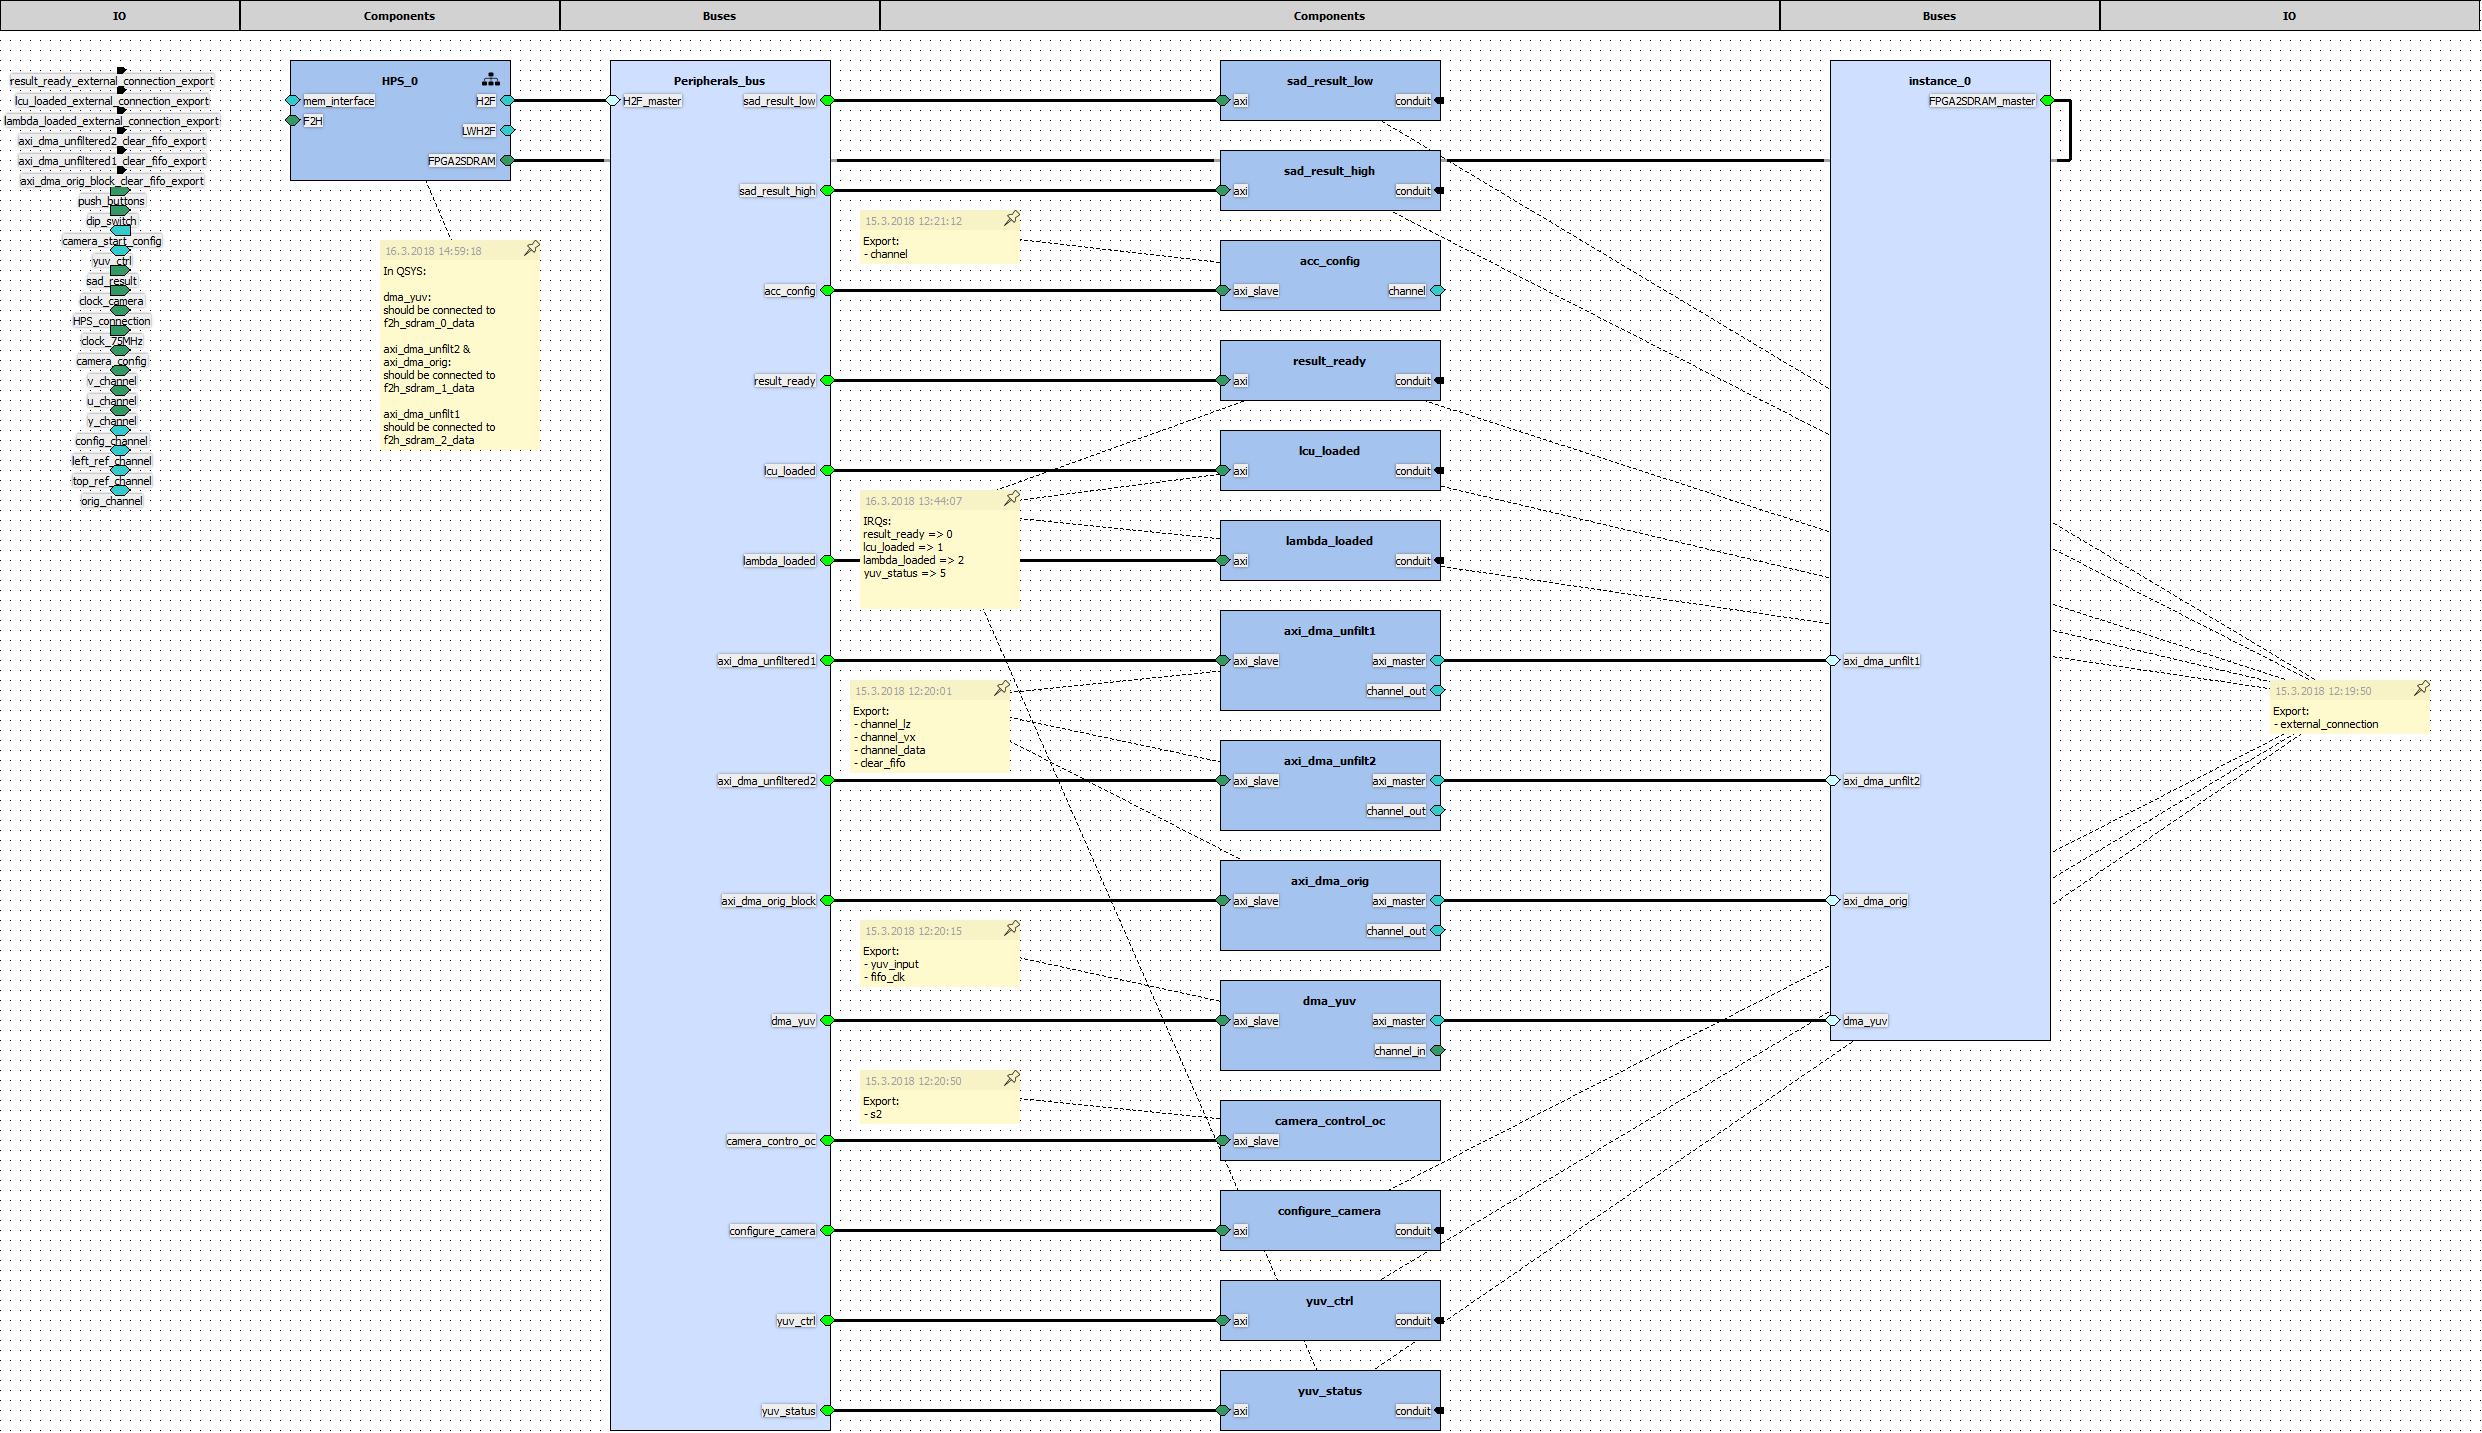 IO
Components
Buses
Components
Buses
IO
result_ready_external_connection_export
lcu_loaded_external_connection_export
lambda_loaded_external_connection_export
axi_dma_unfiltered2_clear_fifo_export
axi_dma_unfiltered1_clear_fifo_export
axi_dma_orig_block_clear_fifo_export
push_buttons
dip_switch
camera_start_config
yuv_ctrl
sad_result
clock_camera
HPS_connection
clock_75MHz
camera_config
v_channel
u_channel
y_channel
config_channel
left_ref_channel
top_ref_channel
orig_channel
HPS_0
mem_interface
H2F
F2H
LWH2F
FPGA2SDRAM
16.3.2018 14:59:18
In QSYS:
dma_yuv:
should be connected to
f2h_sdram_0_data
axi_dma_unfilt2 &
axi_dma_orig:
should be connected to
f2h_sdram_1_data
axi_dma_unfilt1
should be connected to
f2h_sdram_2_data
Peripherals_bus
H2F_master
sad_result_low
sad_result_high
acc_config
result_ready
lcu_loaded
lambda_loaded
axi_dma_unfiltered1
axi_dma_unfiltered2
axi_dma_orig_block
dma_yuv
camera_contro_oc
configure_camera
yuv_ctrl
yuv_status
15.3.2018 12:21:12
Export:
- channel
16.3.2018 13:44:07
IRQs:
result_ready => 0
lcu_loaded => 1
lambda_loaded => 2
yuv_status => 5
15.3.2018 12:20:01
Export:
- channel_lz
- channel_vx
- channel_data
- clear_fifo
15.3.2018 12:20:15
Export:
- yuv_input
- fifo_clk
15.3.2018 12:20:50
Export:
- s2
sad_result_low
axi
conduit
sad_result_high
axi
conduit
acc_config
axi_slave
channel
result_ready
axi
conduit
lcu_loaded
axi
conduit
lambda_loaded
axi
conduit
axi_dma_unfilt1
axi_slave
axi_master
channel_out
axi_dma_unfilt2
axi_slave
axi_master
channel_out
axi_dma_orig
axi_slave
axi_master
channel_out
dma_yuv
axi_slave
axi_master
channel_in
camera_control_oc
axi_slave
configure_camera
axi
conduit
yuv_ctrl
axi
conduit
yuv_status
axi
conduit
instance_0
FPGA2SDRAM_master
axi_dma_unfilt1
axi_dma_unfilt2
axi_dma_orig
dma_yuv
15.3.2018 12:19:50
Export:
- external_connection